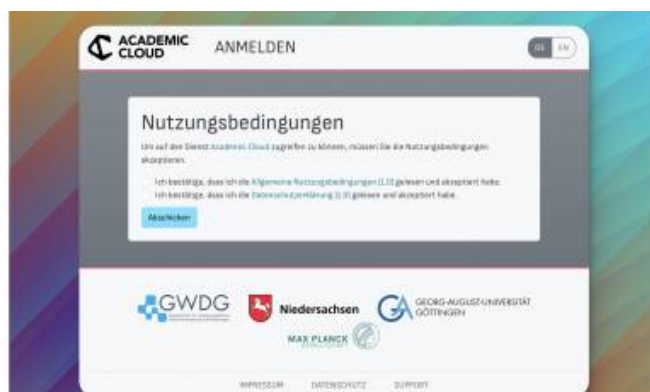 ACADEMIC
CLOUD
ANMELDEN
DE EN
Nutzungsbedingungen
Um auf den Dienst Academic Cloud zugreifen zu können, müssen Sie die Nutzungsbedingungen
akzeptieren.
Ich bestätige, dass ich die Allgemeine Nutzungsbedingungen [1.0] gelesen und akzeptiert habe.
Ich bestätige, dass ich die Datenschutzerklärung [1.0] gelesen und akzeptiert habe.
Abschicken
GWDG
Niedersachsen
GEORG-AUGUST-UNIVERSITÄT
GÖTTINGEN
MAX PLANCK
IMPRESSUM DATENSCHUTZ SUPPORT